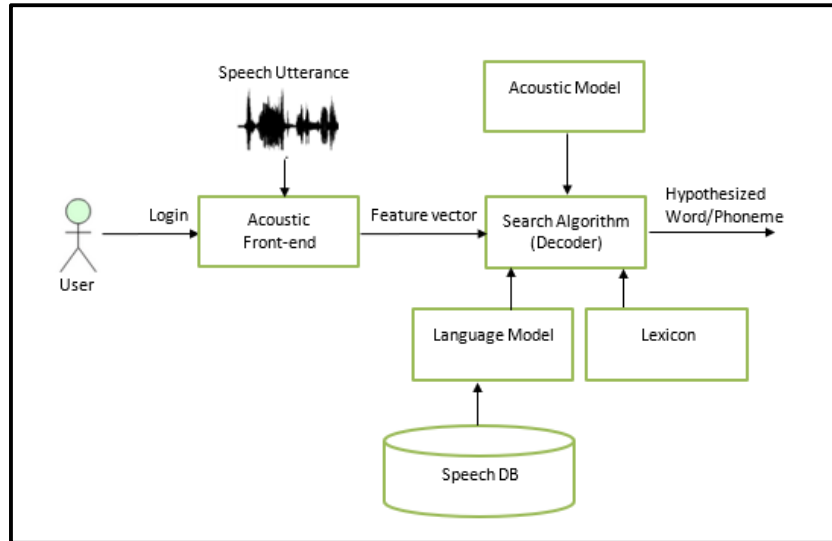 Speech Utterance
Acoustic Model
Login
Acoustic
Front-end
Feature vector
Search Algorithm
(Decoder)
Hypothesized
Word/Phoneme
User
Language Model
Lexicon
Speech DB